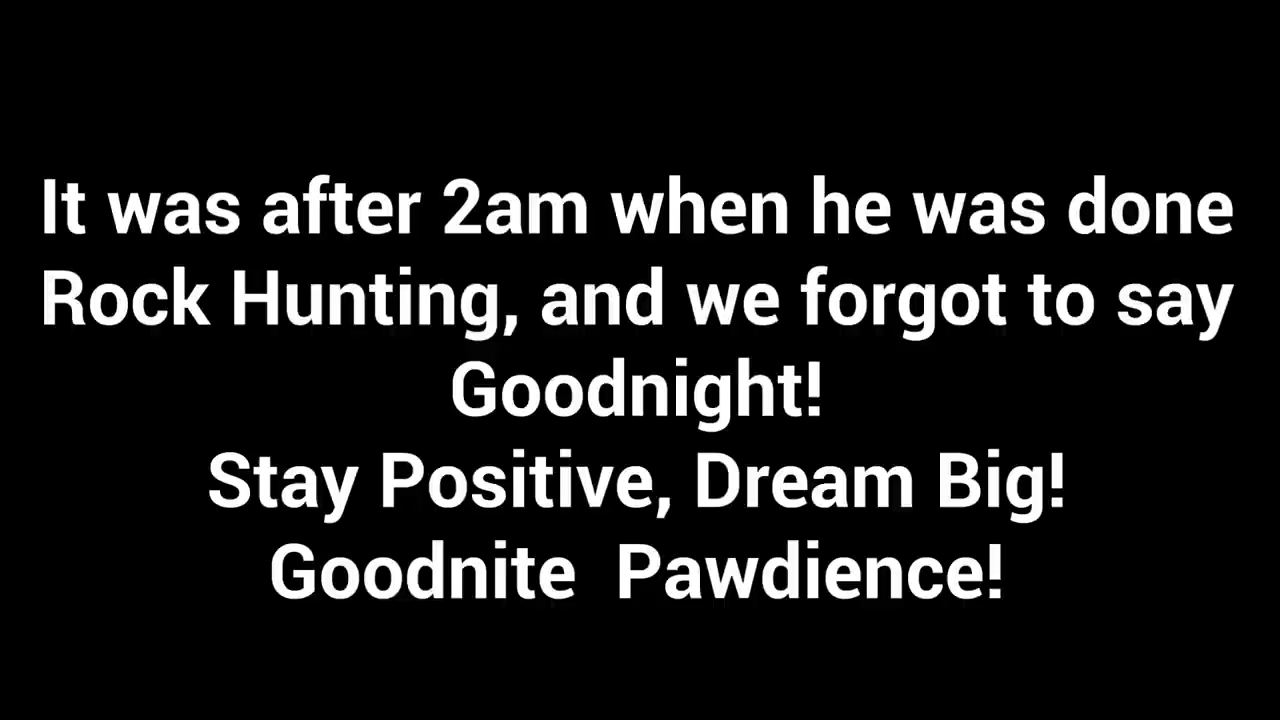 It was after 2am when he was done
Rock Hunting, and we forgot to say
Goodnight!
Stay Positive, Dream Big!
Goodnite  Pawdience!